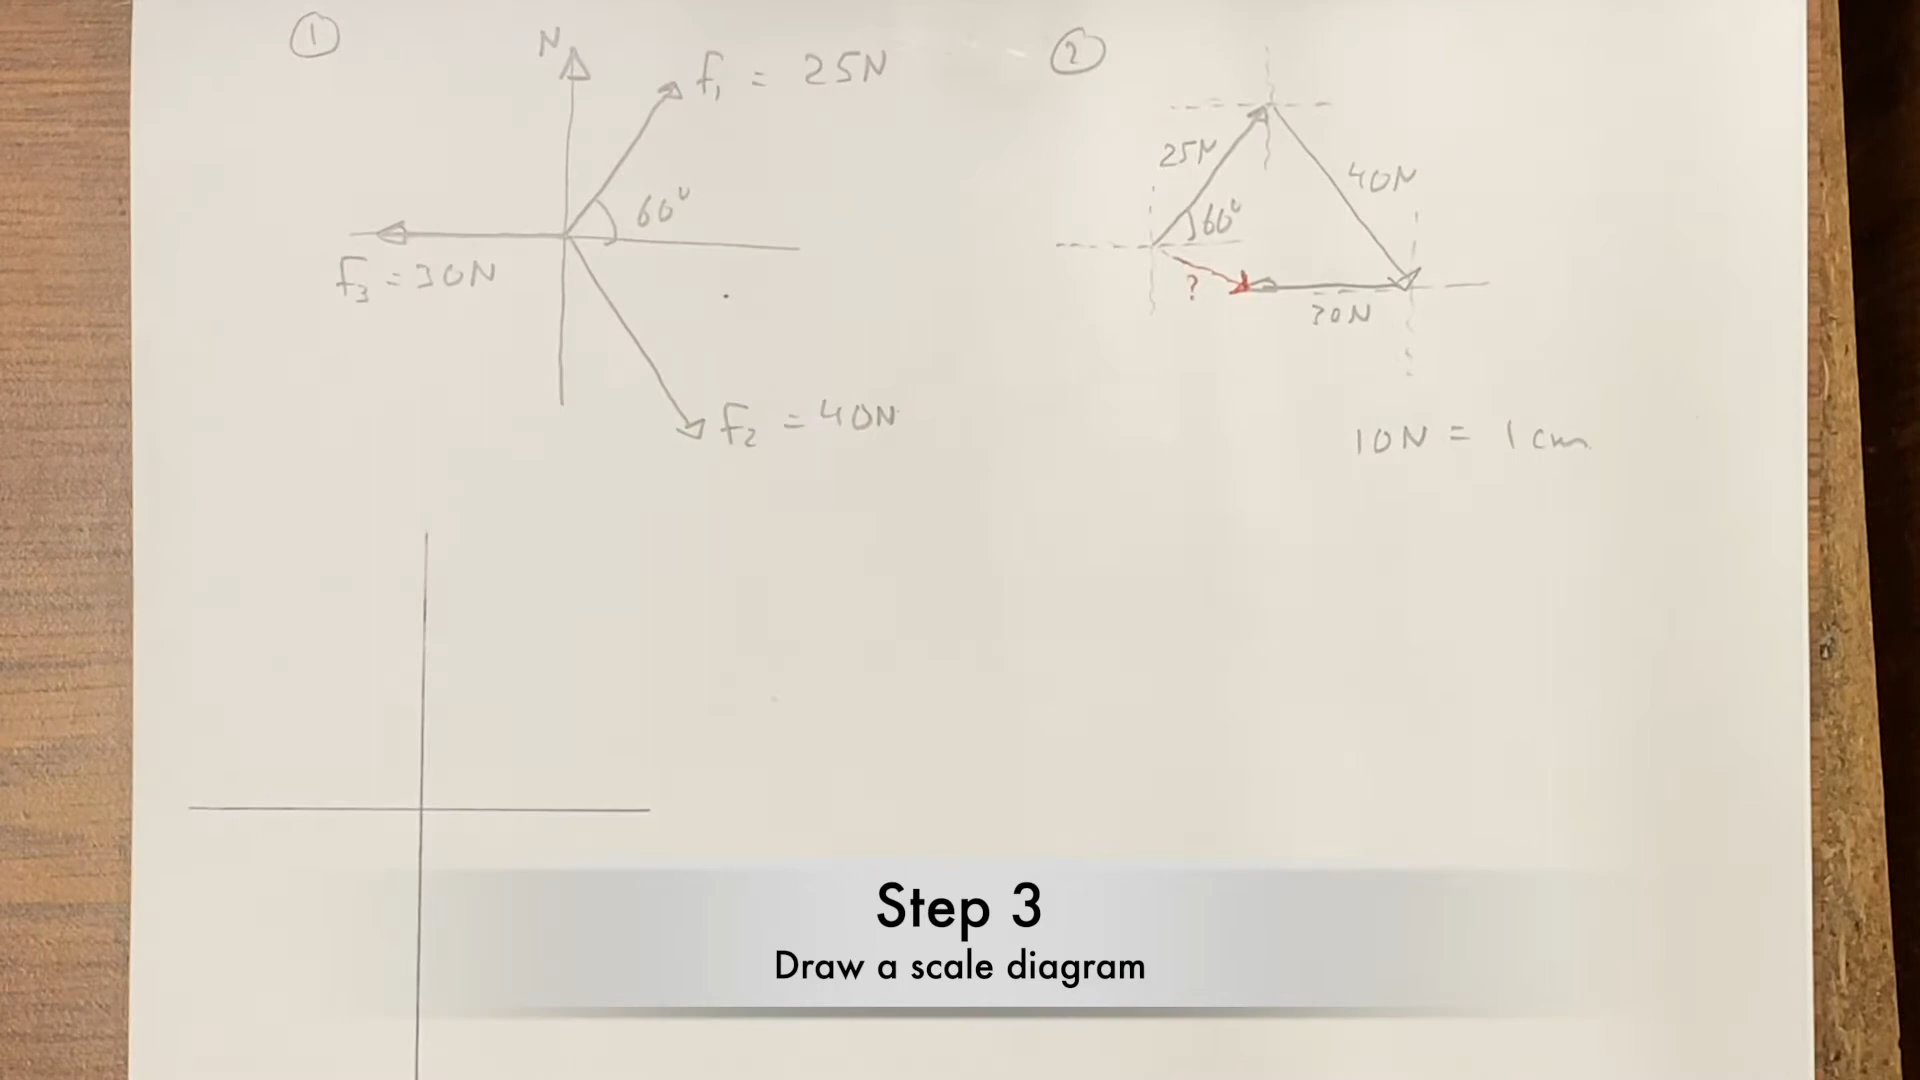 1
N
f₁ = 25N
60°
f₃ = 30N
f₂ = 40N
2
25N
40N
60°
?
30N
10N = 1cm
Step 3
Draw a scale diagram